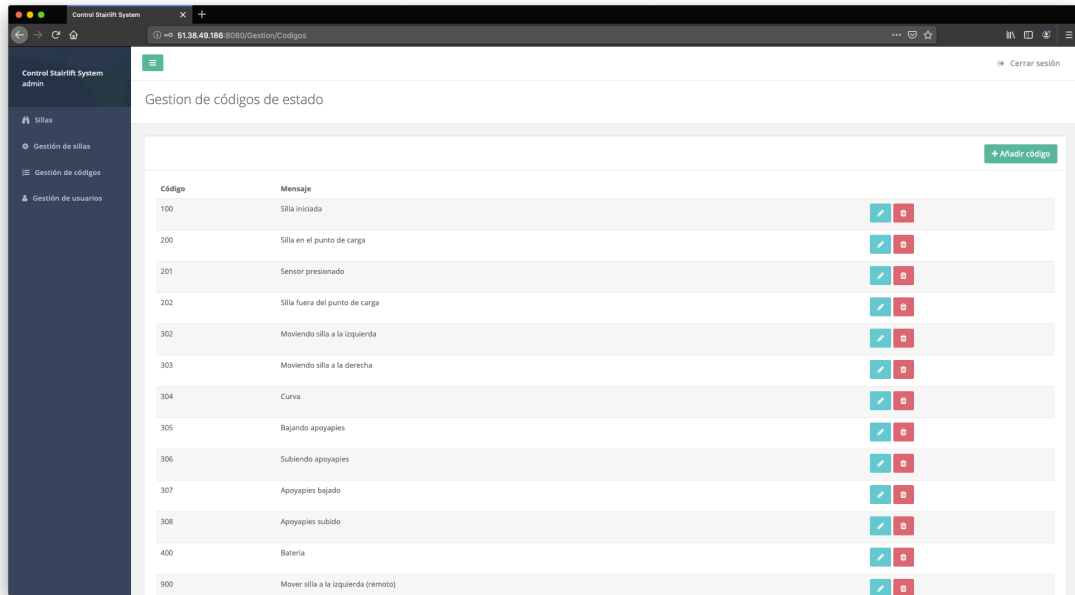 Control Stairlift System
51.38.49.186:8080/Gestion/Codigos
Control Stairlift System
admin
Cerrar sesión
Gestion de códigos de estado
Sillas
Gestión de sillas
Gestión de códigos
Gestión de usuarios
+ Añadir código
Código Mensaje
100 Silla iniciada
200 Silla en el punto de carga
201 Sensor presionado
202 Silla fuera del punto de carga
302 Moviendo silla a la izquierda
303 Moviendo silla a la derecha
304 Curva
305 Bajando apoyapies
306 Subiendo apoyapies
307 Apoyapies bajado
308 Apoyapies subido
400 Bateria
900 Mover silla a la izquierda (remoto)